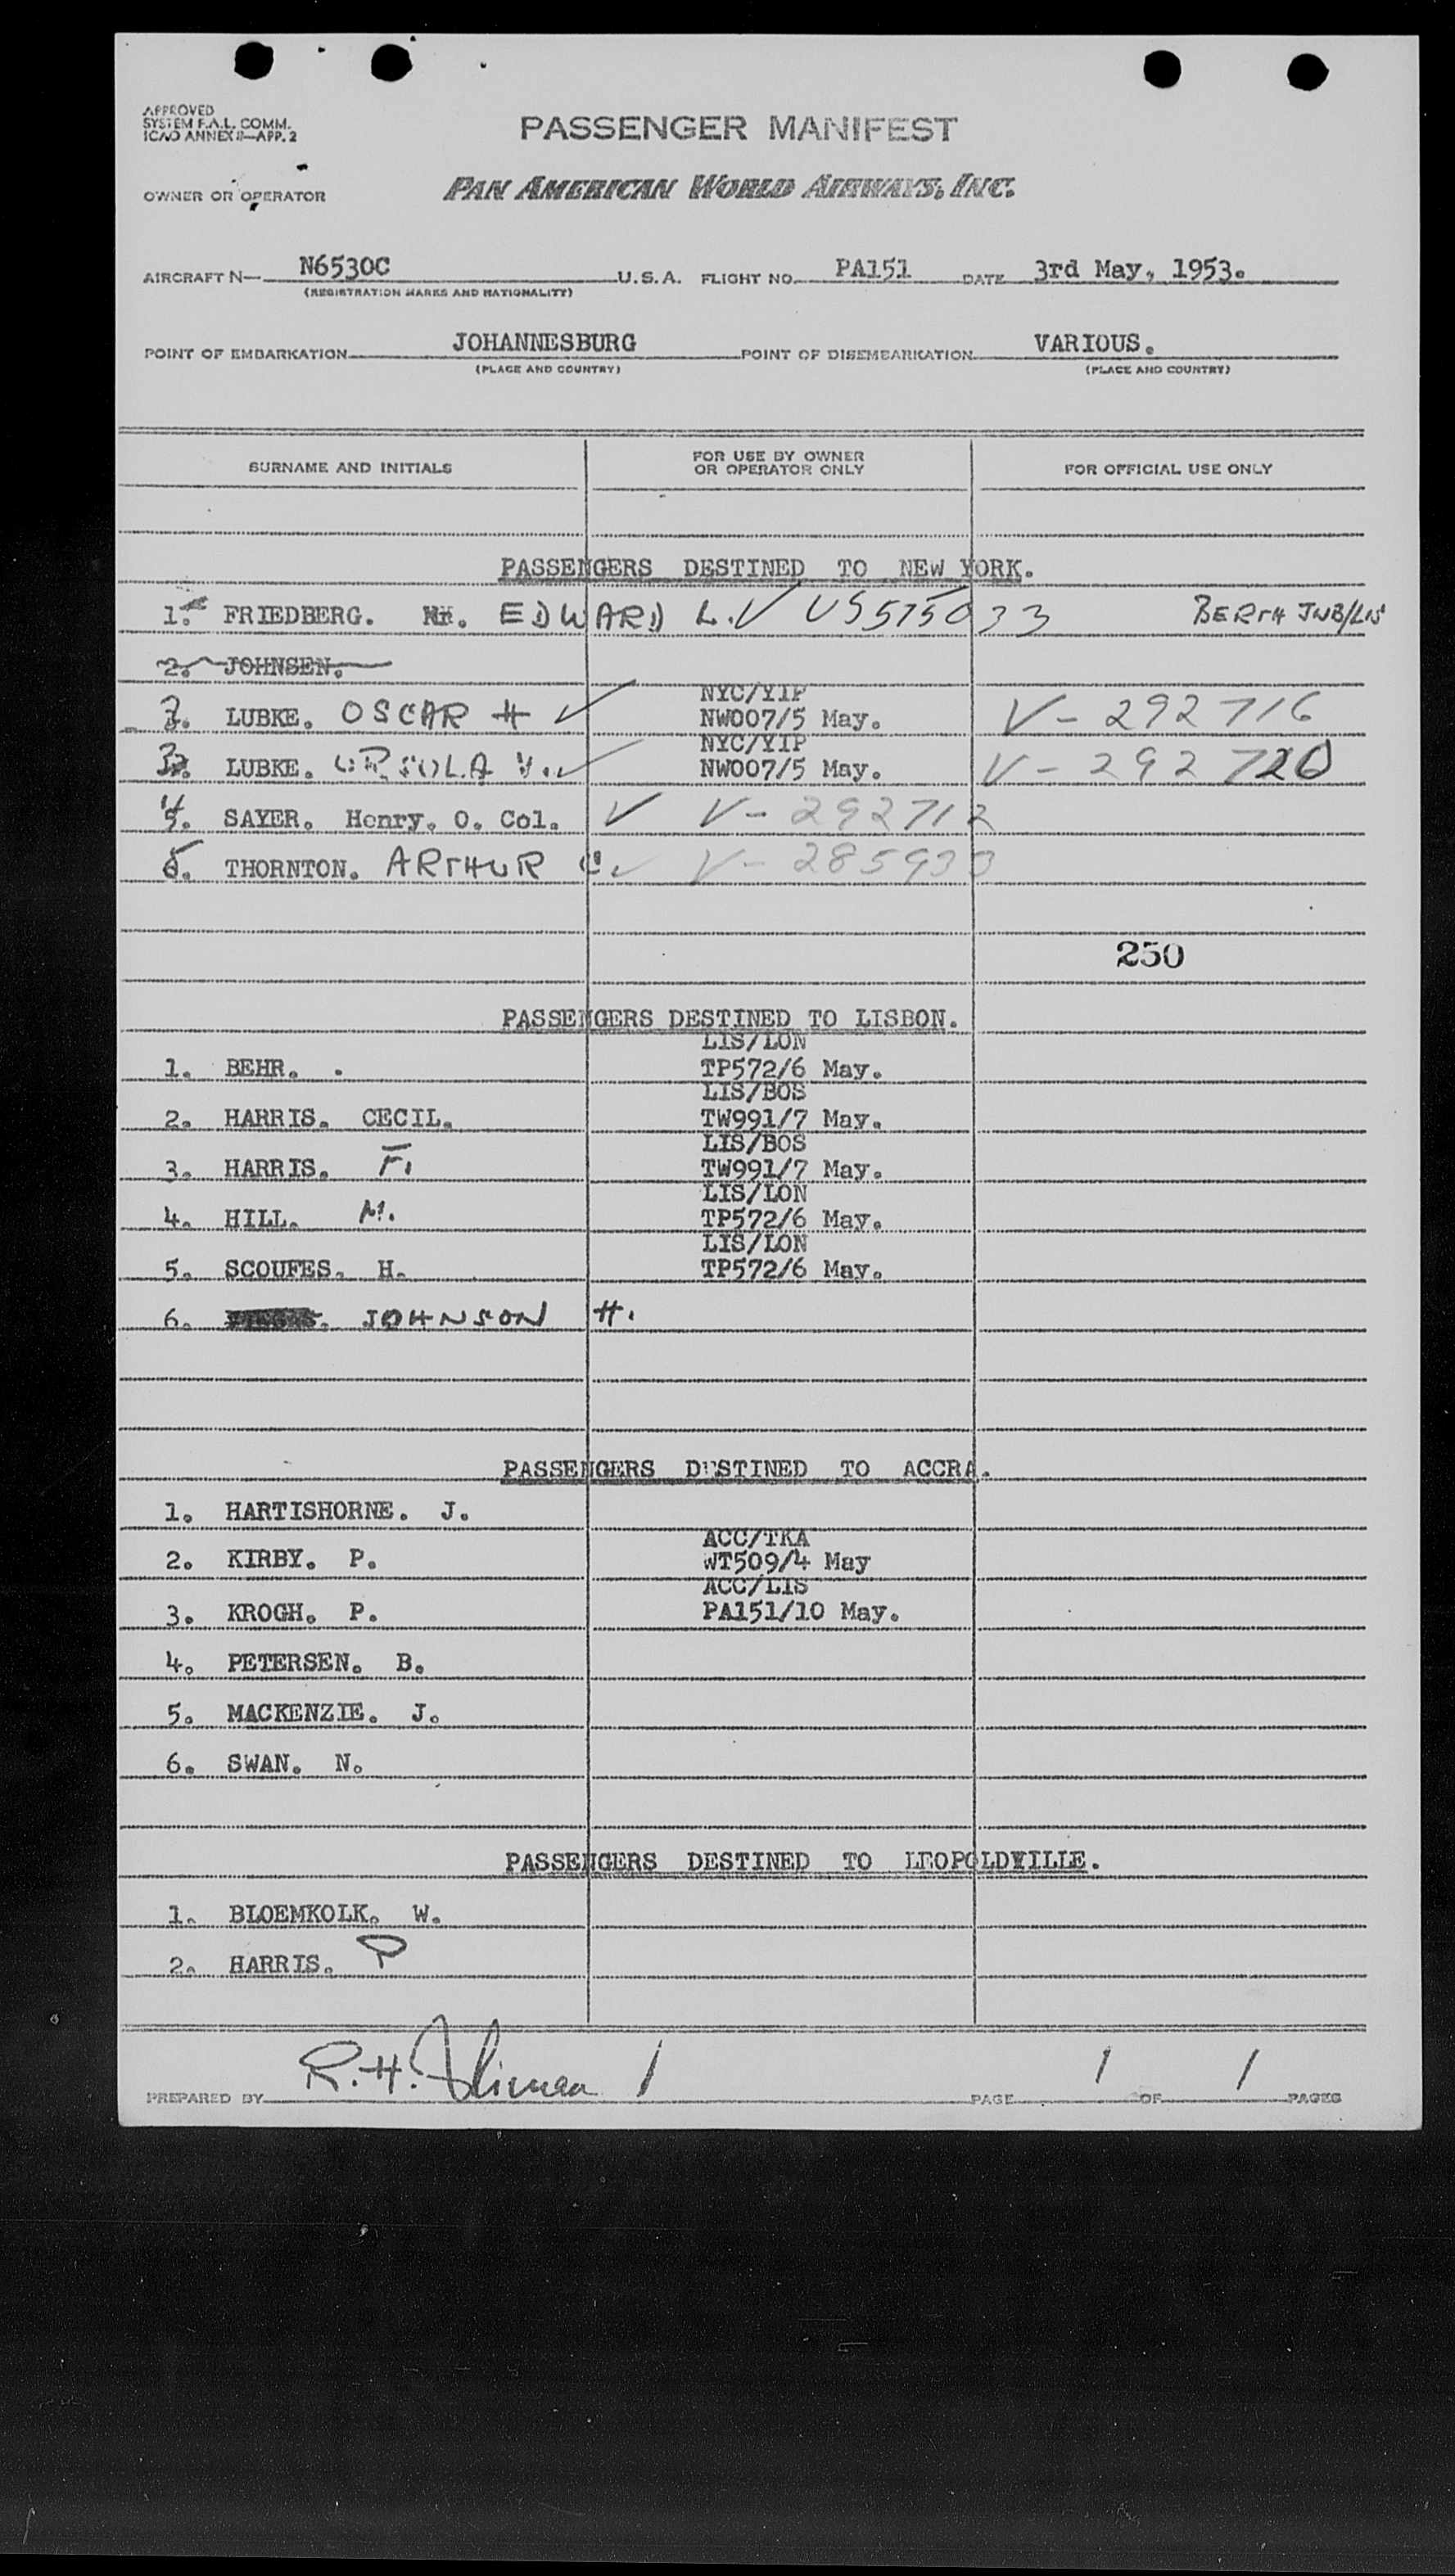 APPROVED
SYSTEM F.A.L. COMM.
ICAO ANNEX 9—APP. 2
PASSENGER MANIFEST
OWNER OR OPERATOR PAN AMERICAN WORLD AIRWAYS, INC.
AIRCRAFT N— N6530C U.S.A. FLIGHT NO. PA151 DATE 3rd May, 1953.
(REGISTRATION MARKS AND NATIONALITY)
POINT OF EMBARKATION JOHANNESBURG POINT OF DISEMBARKATION VARIOUS.
(PLACE AND COUNTRY) (PLACE AND COUNTRY)
SURNAME AND INITIALS FOR USE BY OWNER OR OPERATOR ONLY FOR OFFICIAL USE ONLY
PASSENGERS DESTINED TO NEW YORK.
1. FRIEDBERG. Mr. EDWARD L. V US575033 BERTH JNB/LIS
2. JOHNSEN.
NYC/YIP
2. LUBKE. OSCAR H NW007/5 May. V-292716
NYC/YIP
3. LUBKE. URSULA V. NW007/5 May. V-292720
4. SAYER. Henry. O. Col. V-292712
5. THORNTON. ARTHUR C. V-285933
250
PASSENGERS DESTINED TO LISBON.
LIS/LON
1. BEHR. . TP572/6 May.
LIS/BOS
2. HARRIS. CECIL. TW991/7 May.
LIS/BOS
3. HARRIS. F. TW991/7 May.
LIS/LON
4. HILL. M. TP572/6 May.
LIS/LON
5. SCOUFES. H. TP572/6 May.
6. JOHNSON H.
PASSENGERS DESTINED TO ACCRA.
1. HARTISHORNE. J.
ACC/TKA
2. KIRBY. P. WT509/4 May
ACC/LIS
3. KROGH. P. PA151/10 May.
4. PETERSEN. B.
5. MACKENZIE. J.
6. SWAN. N.
PASSENGERS DESTINED TO LEOPOLDVILLE.
1. BLOEMKOLK. W.
2. HARRIS. P
PREPARED BY R.H. PAGE 1 OF 1 PAGES